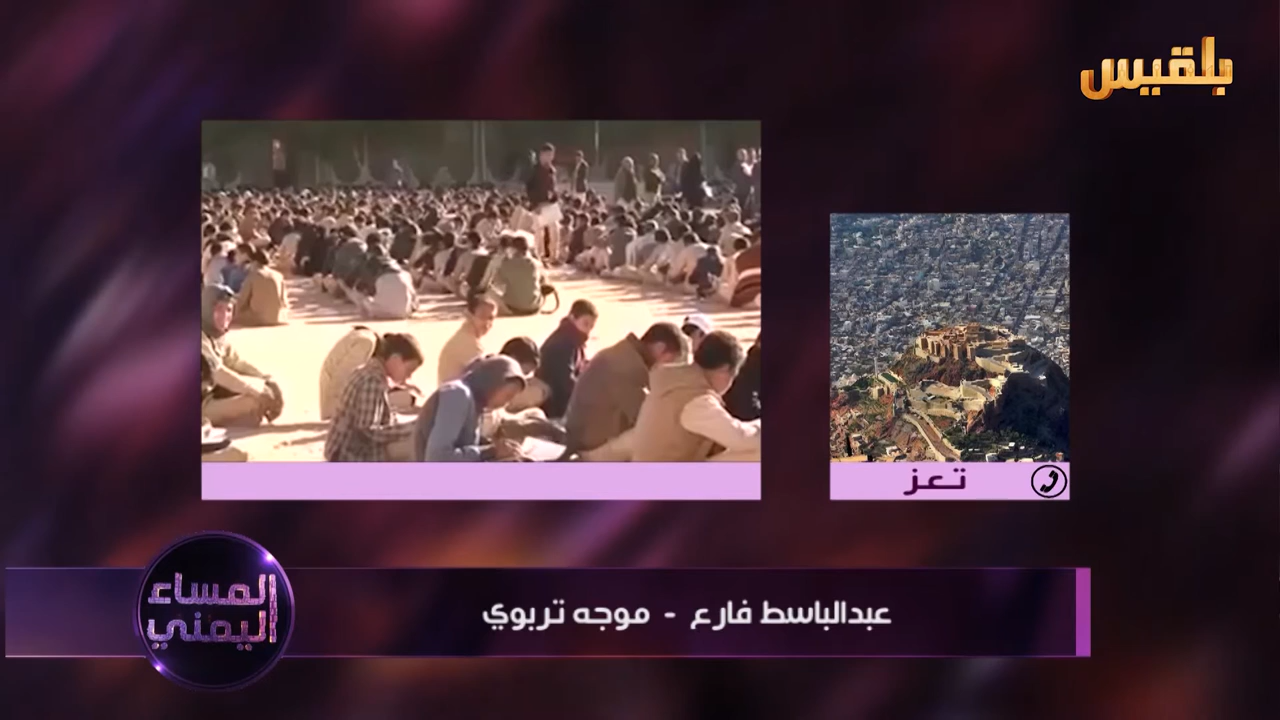 بلقيس
تعز
عبدالباسط فارع - موجه تربوي
المساء
اليمني